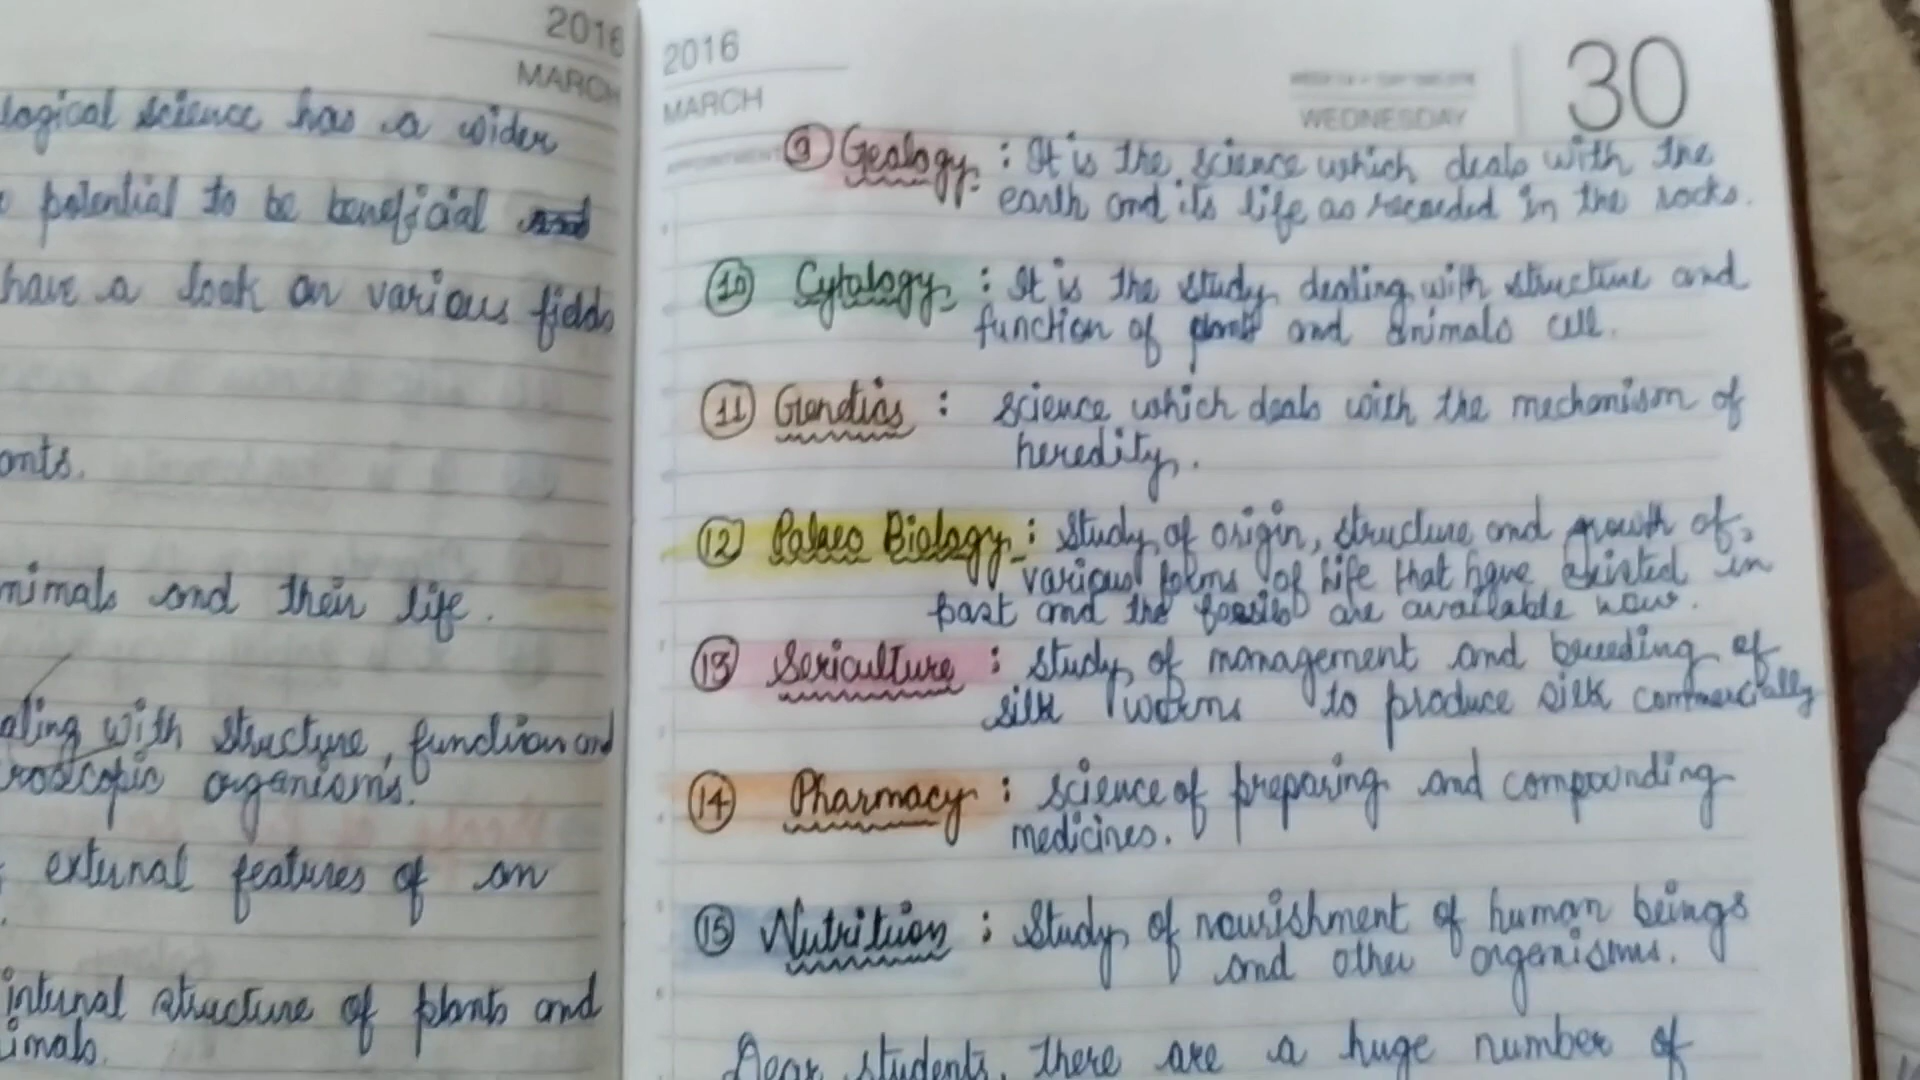 2016
MARCH
logical science has a wider
potential to be beneficial
have a look on various fields
nimals and their life.
aling with structure, function and
roscopic organisms.
external features of an
internal structure of plants and
imals.
2016
MARCH
WEDNESDAY
30
9 Geology : It is the science which deals with the
earth and its life as recorded in the rocks.
10 Cytology : It is the study dealing with structure and
function of plant and animals cell.
11 Genetics : science which deals with the mechanism of
heredity.
12 Palaeo Biology : Study of origin, structure and growth of
various forms of life that have existed in
past and the fossils are available now.
13 Sericulture : study of management and breeding of
silk worms to produce silk commercially
14 Pharmacy : science of preparing and compounding
medicines.
15 Nutrition : Study of nourishment of human beings
and other organisms.
Dear students, there are a huge number of